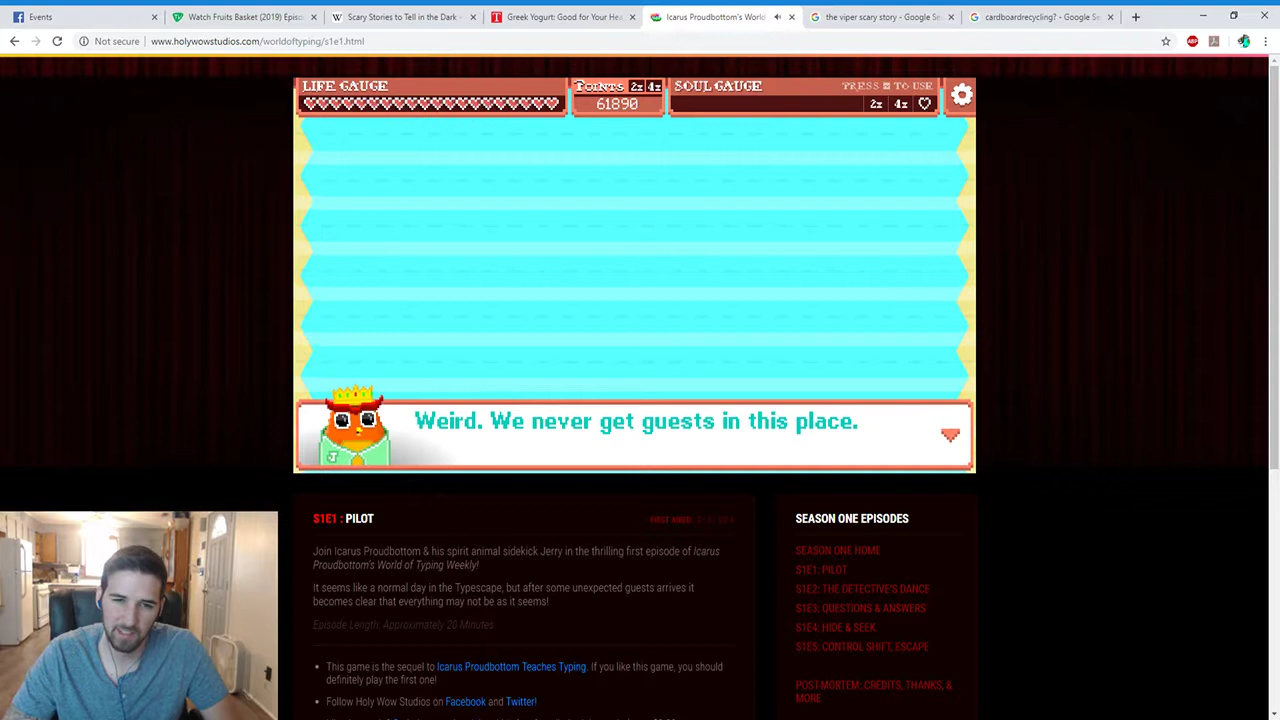 Events
Watch Fruits Basket (2019) Episo
Scary Stories to Tell in the Dark -
Greek Yogurt: Good for Your Hea
Icarus Proudbottom's World
the viper scary story - Google Se
cardboardrecycling? - Google Se
Not secure www.holywowstudios.com/worldoftyping/s1e1.html
LIFE GAUGE
POINTS 2x 4x
61890
SOUL GAUGE
PRESS TO USE
2x 4x
Weird. We never get guests in this place.
S1E1 : PILOT
FIRST AIRED:
Join Icarus Proudbottom & his spirit animal sidekick Jerry in the thrilling first episode of Icarus
Proudbottom's World of Typing Weekly!
It seems like a normal day in the Typescape, but after some unexpected guests arrives it
becomes clear that everything may not be as it seems!
Episode Length: Approximately 20 Minutes
This game is the sequel to Icarus Proudbottom Teaches Typing. If you like this game, you should
definitely play the first one!
Follow Holy Wow Studios on Facebook and Twitter!
SEASON ONE EPISODES
SEASON ONE HOME
S1E1: PILOT
S1E2: THE DETECTIVE'S DANCE
S1E3: QUESTIONS & ANSWERS
S1E4: HIDE & SEEK
S1E5: CONTROL, SHIFT, ESCAPE
POST-MORTEM: CREDITS, THANKS, &
MORE